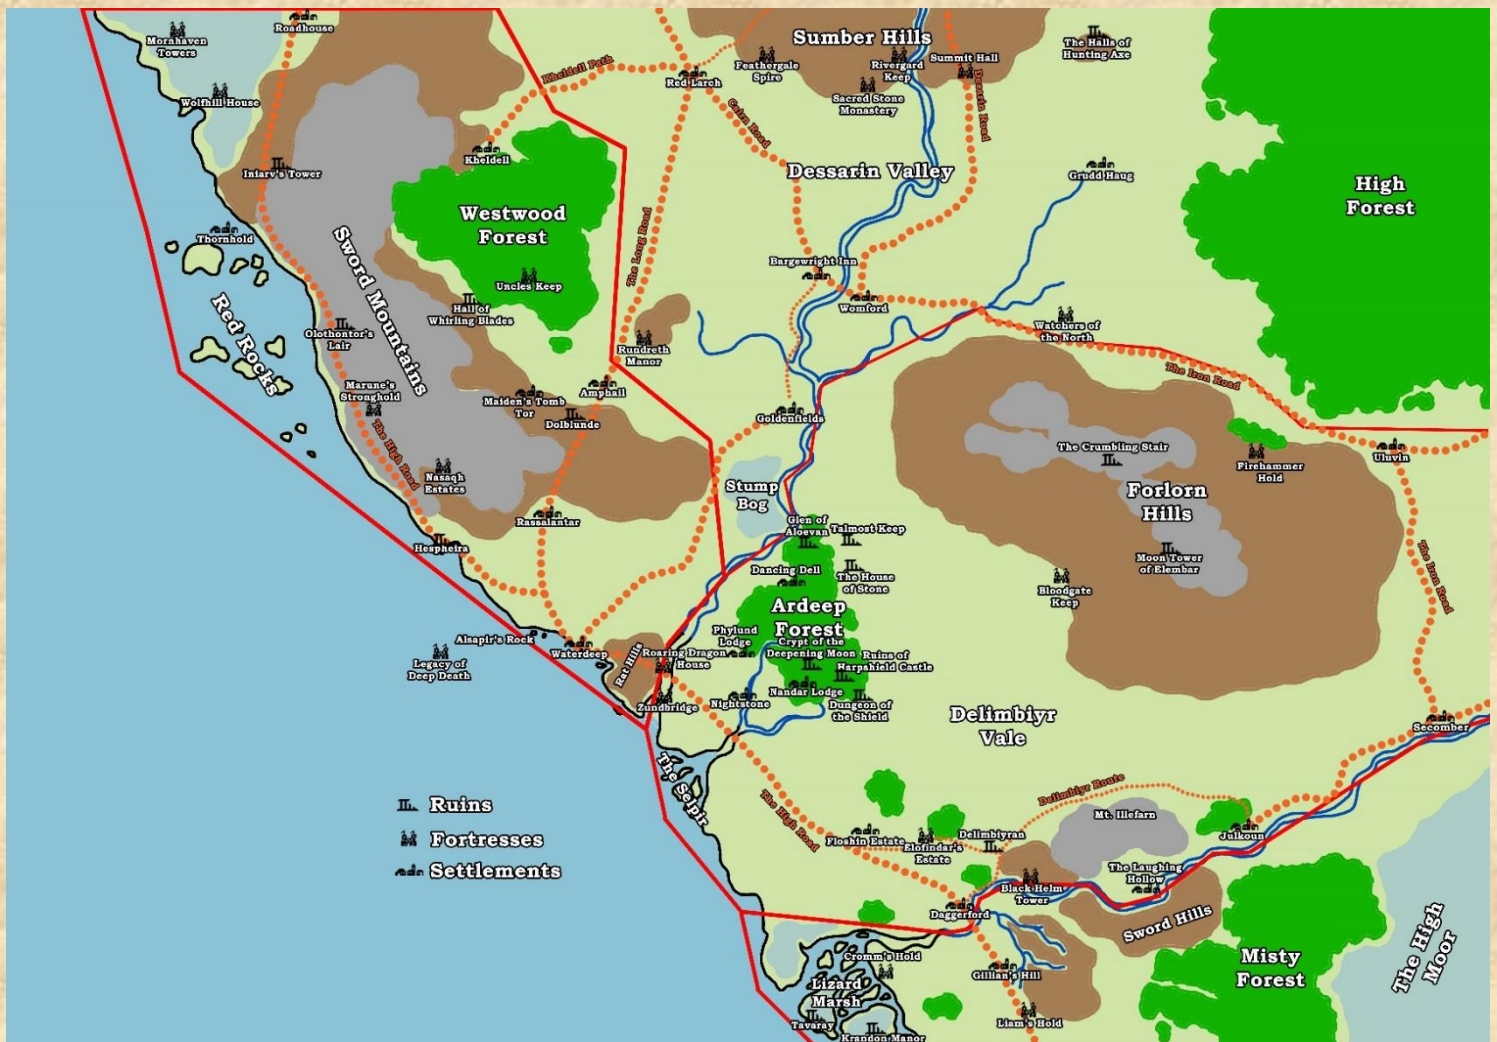 Roadhouse
Mornhaven
Towers
Wolfhill House
Iniarv's Tower
Thornhold
Red Rocks
Sword Mountains
Olothontor's
Lair
Marune's
Stronghold
The High Road
Nasaqh
Estates
Hespheira
Kheldell Path
Kheldell
Westwood
Forest
Uncles Keep
Hall of
Whirling Blades
Maiden's Tomb
Tor
Dolblunde
Amphail
Rassalantar
The Long Road
Rundreth
Manor
Red Larch
Cairn Road
Feathergale
Spire
Sumber Hills
Rivergard
Keep
Summit Hall
Sacred Stone
Monastery
Dessarin Road
The Halls of
Hunting Axe
Dessarin Valley
Grudd Haug
High
Forest
Bargewright Inn
Womford
Watchers of
the North
The Iron Road
Goldenfields
Stump
Bog
The Crumbling Stair
Firehammer
Hold
Uluvin
Forlorn
Hills
Moon Tower
of Elembar
Bloodgate
Keep
The Iron Road
Glen of
Aloevan
Talmost Keep
Dancing Dell
The House
of Stone
Ardeep
Forest
Phylund
Lodge
Crypt of the
Deepening Moon
Ruins of
Harpshield Castle
Nandar Lodge
Dungeon of
the Shield
Alsapir's Rock
Waterdeep
Legacy of
Deep Death
Rat Hills
Roaring Dragon
House
Zundbridge
Nightstone
Delimbiyr
Vale
Secomber
The Selpir
The High Road
Delimbiyr Route
Mt. Illefarn
Julkoun
Floshin Estate
Elofindar's
Estate
Delimbiyran
The Laughing
Hollow
Black Helm
Tower
Daggerford
Sword Hills
Ruins
Fortresses
Settlements
Cromm's Hold
Gillian's Hill
Lizard
Marsh
Liam's Hold
Tavaray
Krandon Manor
Misty
Forest
The High
Moor